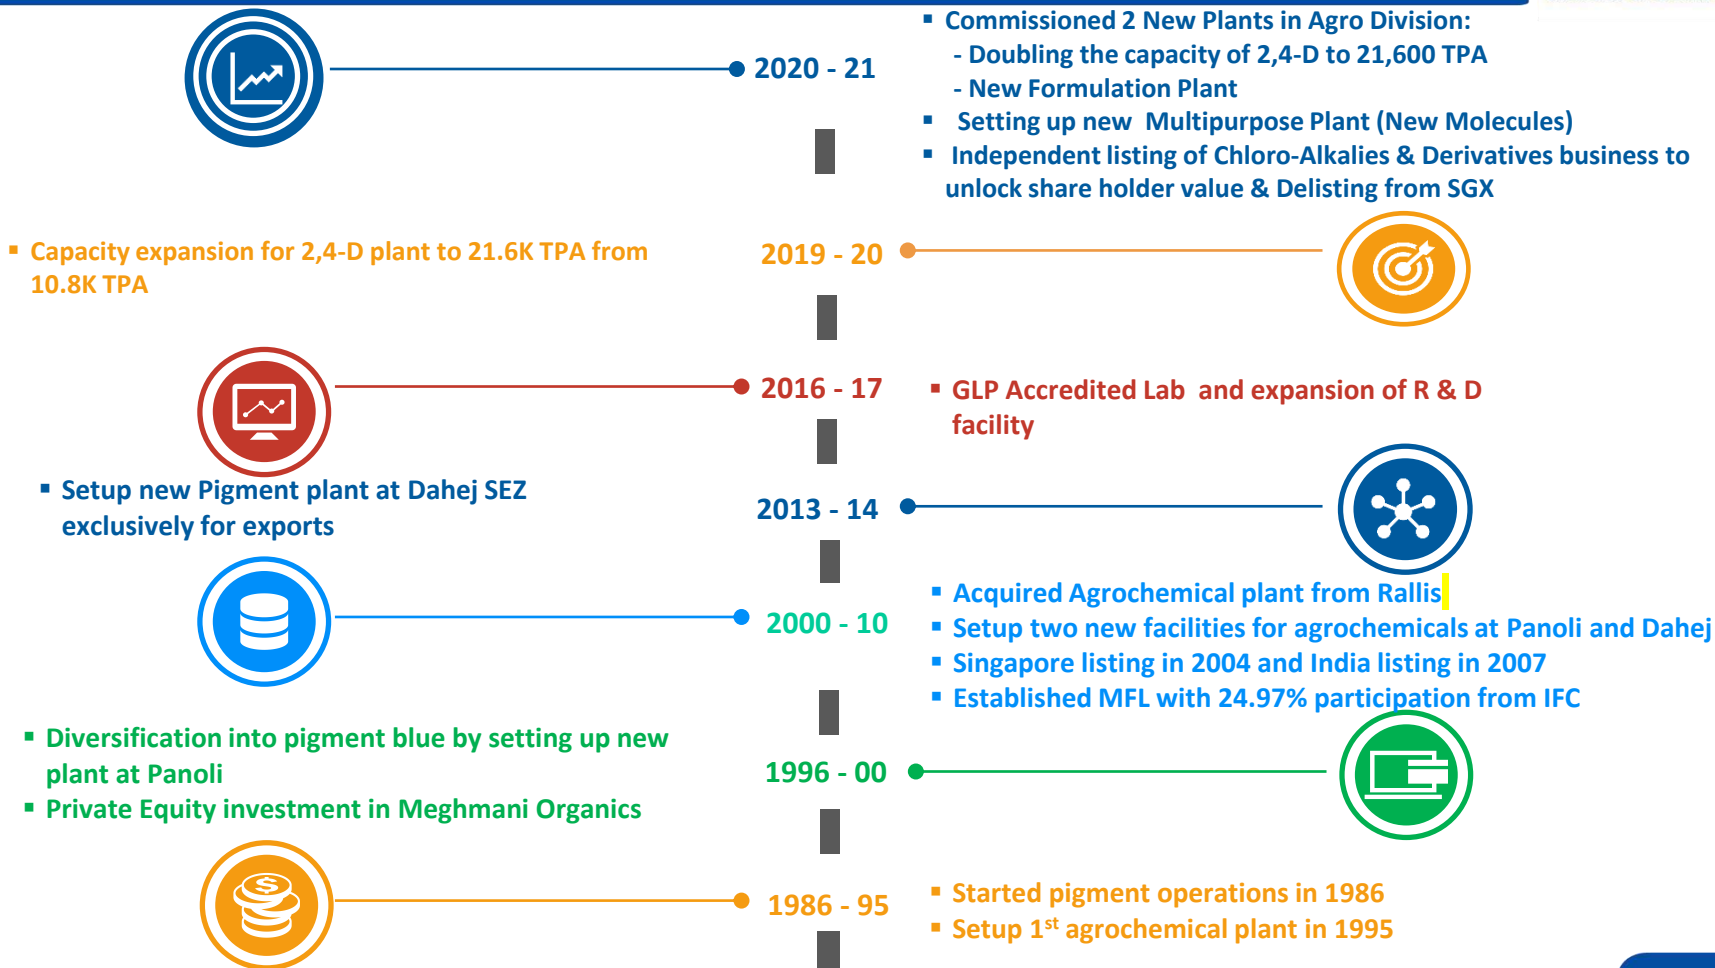 ▪ Commissioned 2 New Plants in Agro Division:
- Doubling the capacity of 2,4-D to 21,600 TPA
- New Formulation Plant
▪ Setting up new Multipurpose Plant (New Molecules)
▪ Independent listing of Chloro-Alkalies & Derivatives business to
unlock share holder value & Delisting from SGX
2020 - 21
▪ Capacity expansion for 2,4-D plant to 21.6K TPA from
10.8K TPA
2019 - 20
2016 - 17
▪ GLP Accredited Lab and expansion of R & D
facility
▪ Setup new Pigment plant at Dahej SEZ
exclusively for exports
2013 - 14
2000 - 10
▪ Acquired Agrochemical plant from Rallis
▪ Setup two new facilities for agrochemicals at Panoli and Dahej
▪ Singapore listing in 2004 and India listing in 2007
▪ Established MFL with 24.97% participation from IFC
▪ Diversification into pigment blue by setting up new
plant at Panoli
▪ Private Equity investment in Meghmani Organics
1996 - 00
$
1986 - 95
▪ Started pigment operations in 1986
▪ Setup 1st agrochemical plant in 1995